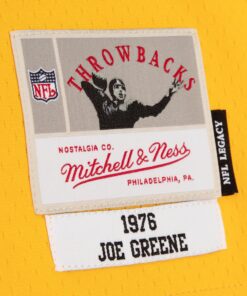 THROWBACKS
NFL
NOSTALGIA CO.
Mitchell & Ness
PHILADELPHIA, PA.
NFL LEGACY
1976
JOE GREENE